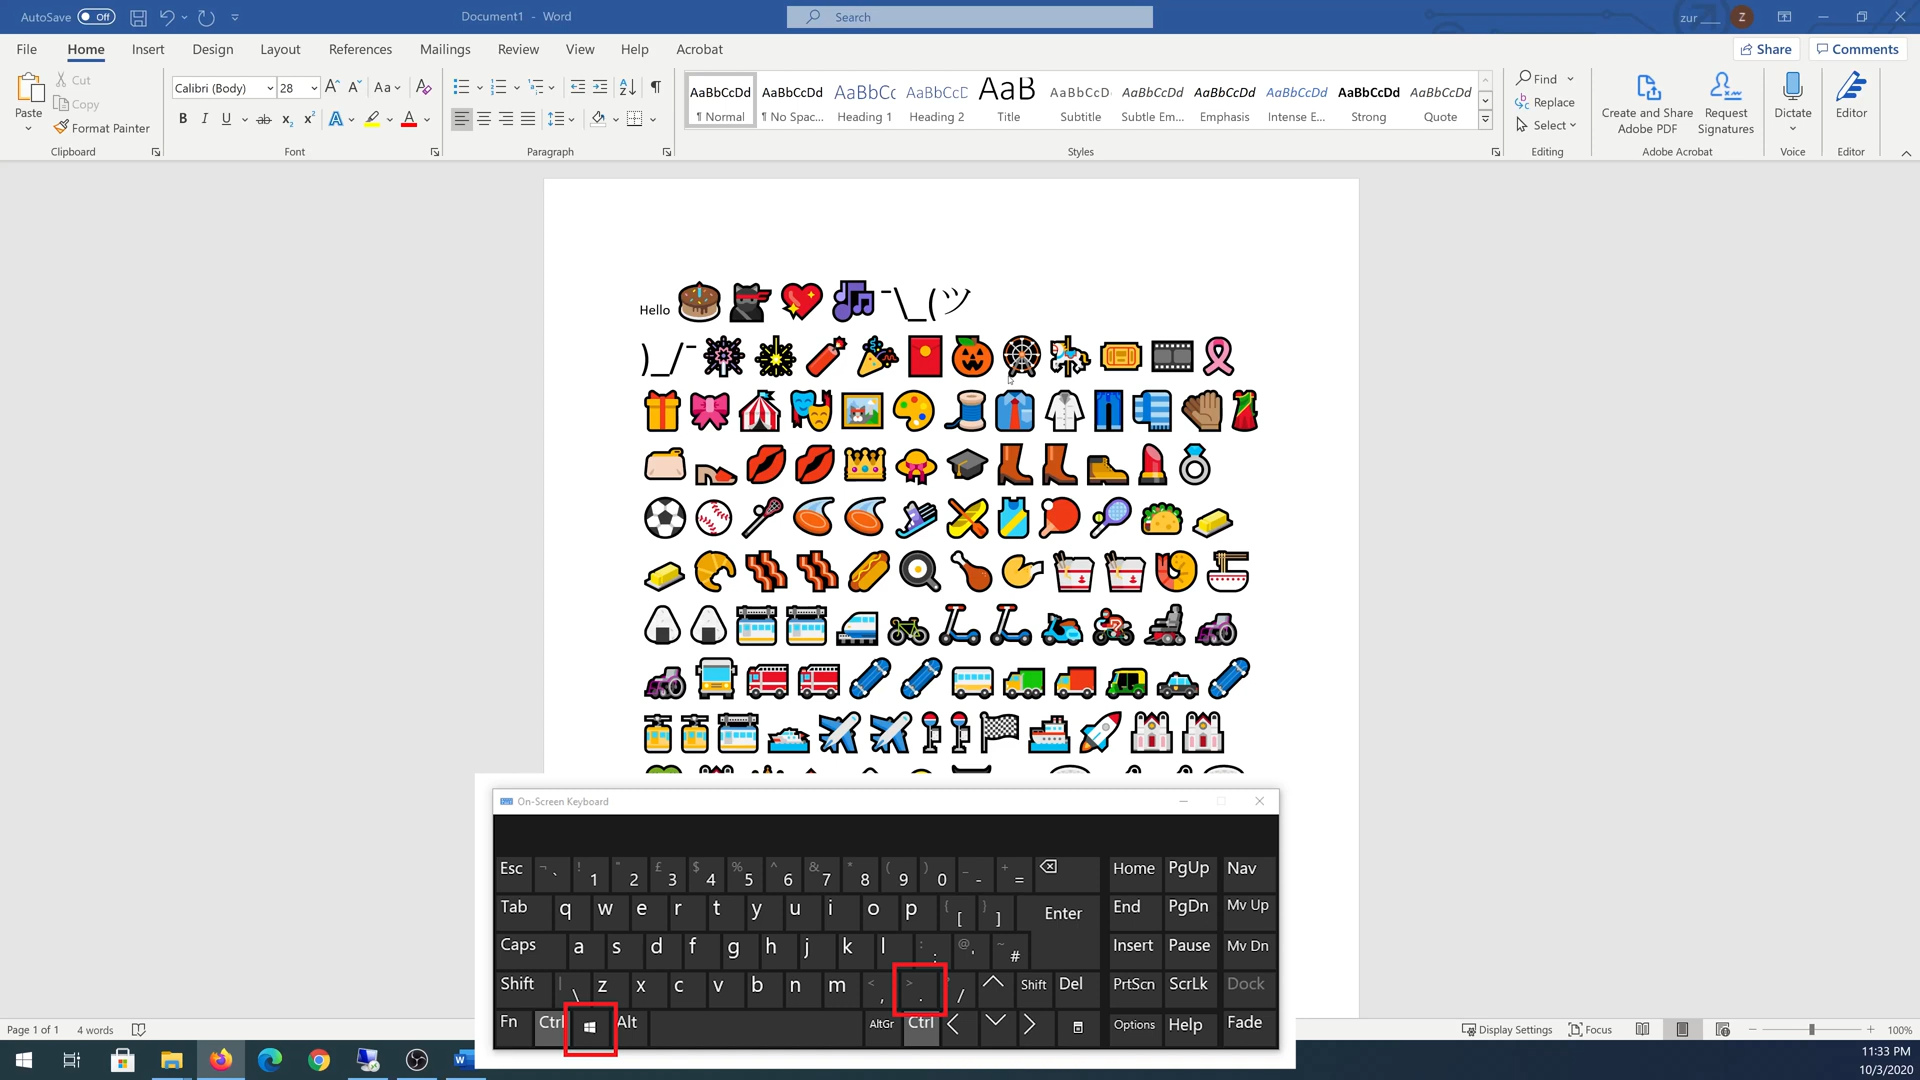 AutoSave Off
Document1 - Word
Search
zur __ Z
File Home Insert Design Layout References Mailings Review View Help Acrobat
Share Comments
Paste
Cut
Copy
Format Painter
Clipboard
Calibri (Body) 28
Font
Paragraph
AaBbCcDd AaBbCcDd AaBbCc AaBbCcD AaB AaBbCcD AaBbCcDd AaBbCcDd AaBbCcDd AaBbCcDd AaBbCcDd
¶ Normal ¶ No Spac... Heading 1 Heading 2 Title Subtitle Subtle Em... Emphasis Intense E... Strong Quote
Styles
Find
Replace
Select
Editing
Create and Share Adobe PDF
Request Signatures
Adobe Acrobat
Dictate
Voice
Editor
Editor
Hello ¯\_(ツ
)_/¯
On-Screen Keyboard
Esc ¬ ` ! 1 " 2 £ 3 $ 4 % 5 ^ 6 & 7 * 8 ( 9 ) 0 _ - + = Home PgUp Nav
Tab q w e r t y u i o p { [ } ] Enter End PgDn Mv Up
Caps a s d f g h j k l : ; @ ' ~ # Insert Pause Mv Dn
Shift | \ z x c v b n m < , > . / Shift Del PrtScn ScrLk Dock
Fn Ctrl Alt AltGr Ctrl Options Help Fade
Page 1 of 1 4 words
Display Settings Focus 100%
11:33 PM
10/3/2020